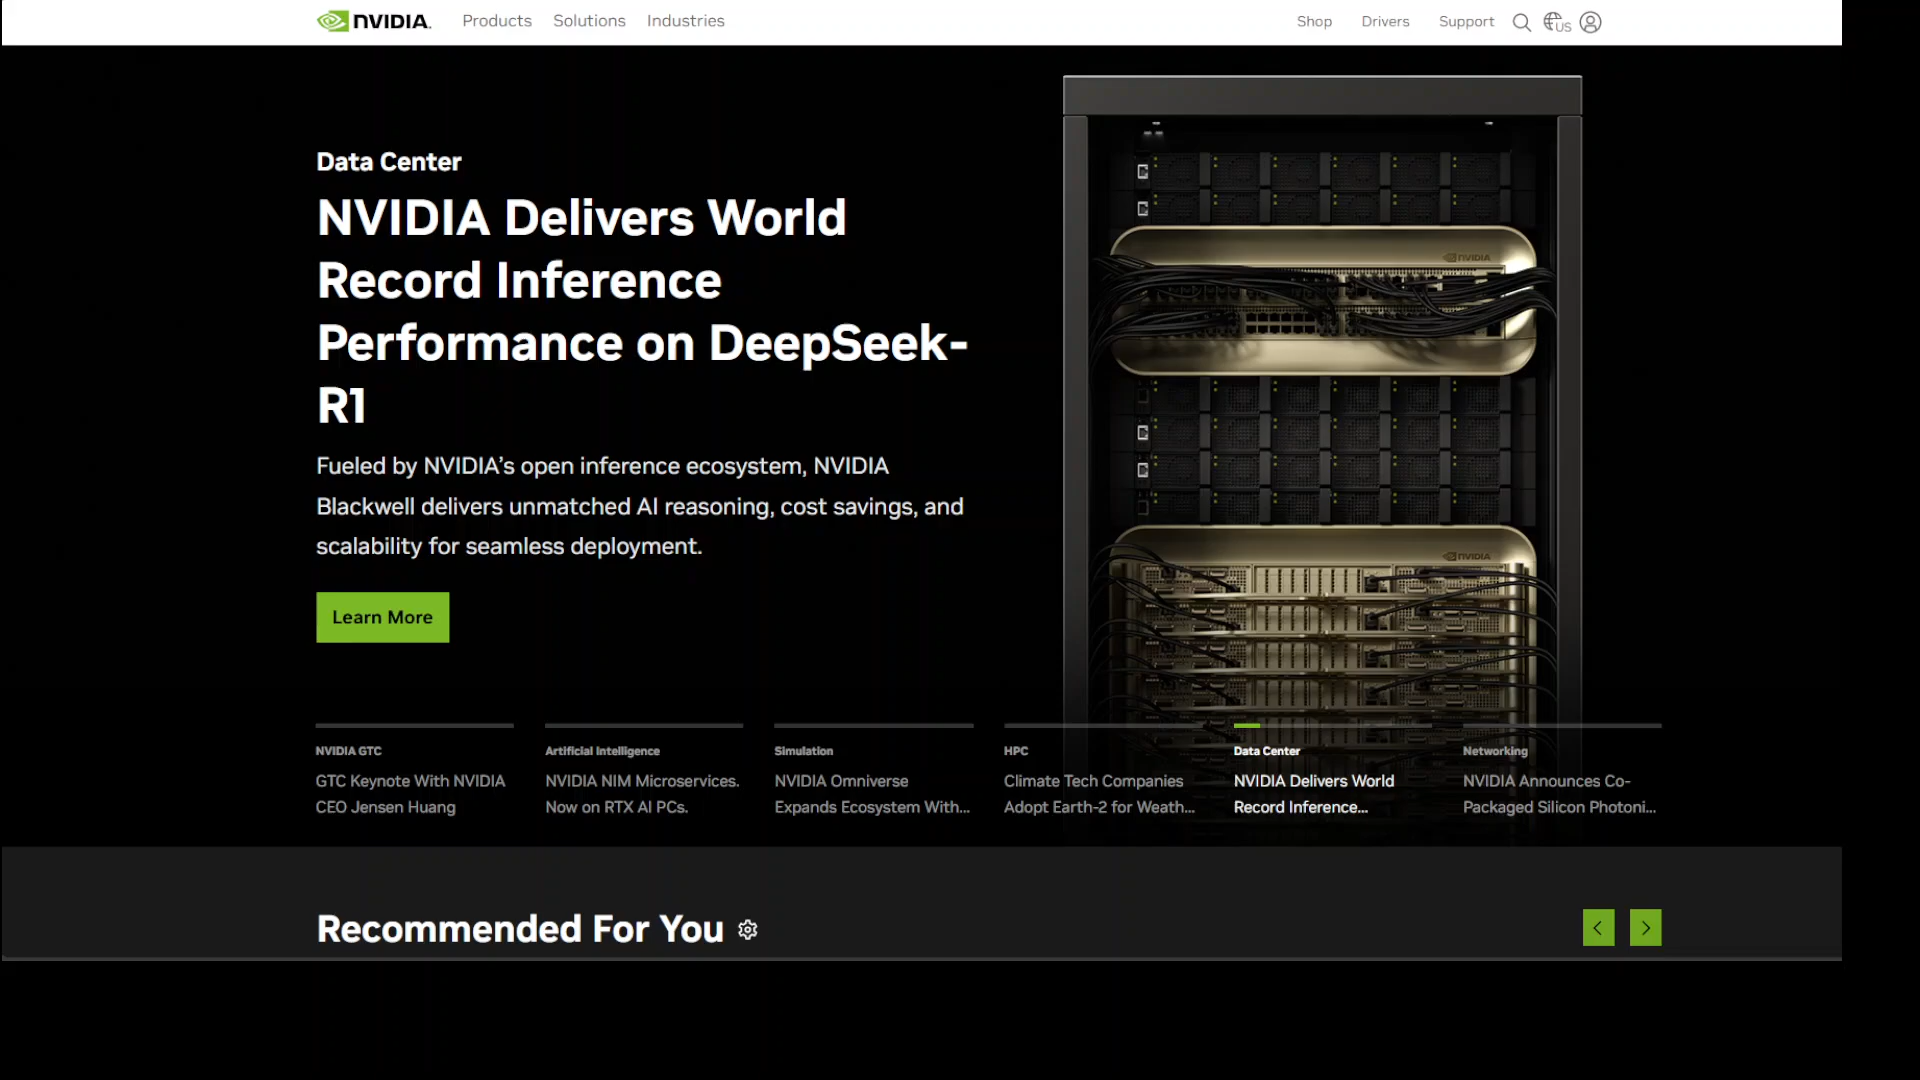 NVIDIA.
Products
Solutions
Industries
Shop
Drivers
Support
US
Data Center
NVIDIA Delivers World
Record Inference
Performance on DeepSeek-
R1
Fueled by NVIDIA's open inference ecosystem, NVIDIA
Blackwell delivers unmatched AI reasoning, cost savings, and
scalability for seamless deployment.
Learn More
NVIDIA
NVIDIA
NVIDIA GTC
GTC Keynote With NVIDIA
CEO Jensen Huang
Artificial Intelligence
NVIDIA NIM Microservices.
Now on RTX AI PCs.
Simulation
NVIDIA Omniverse
Expands Ecosystem With...
HPC
Climate Tech Companies
Adopt Earth-2 for Weath...
Data Center
NVIDIA Delivers World
Record Inference...
Networking
NVIDIA Announces Co-
Packaged Silicon Photoni...
Recommended For You